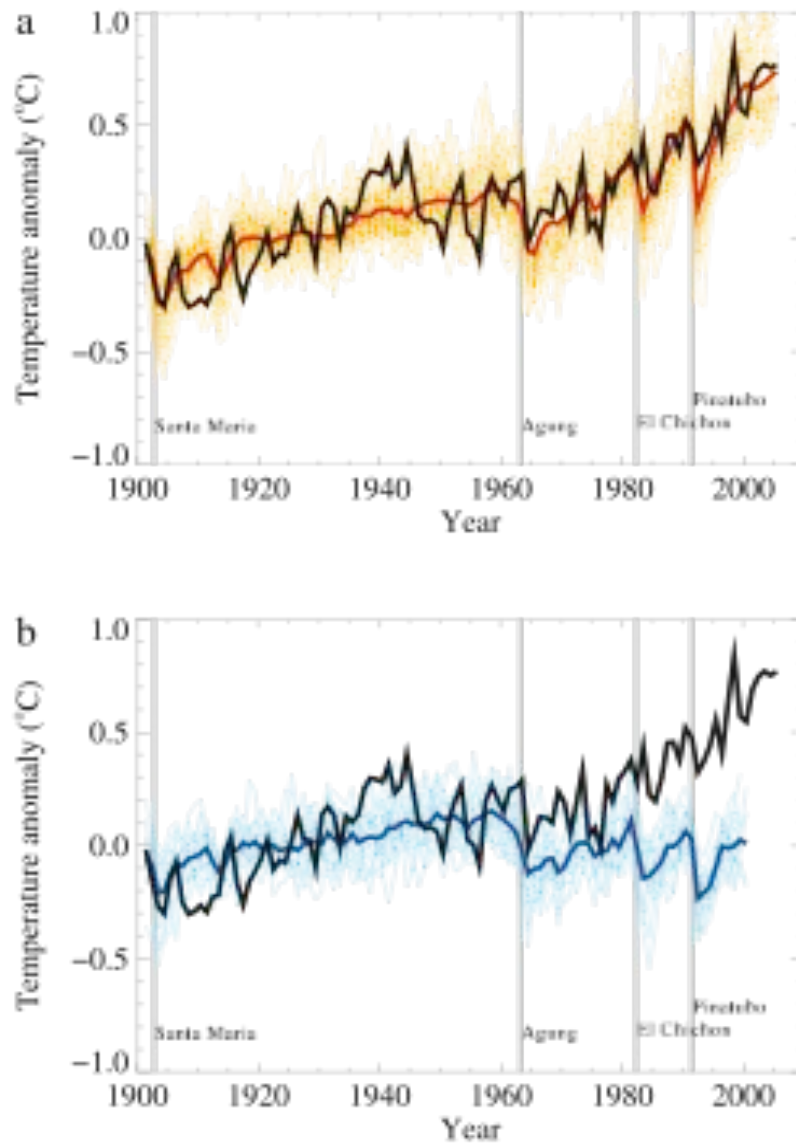 a
Temperature anomaly (°C)
1.0
0.5
0.0
−0.5
−1.0
Santa Maria
Agung
El Chichon
Pinatubo
1900 1920 1940 1960 1980 2000
Year
b
Temperature anomaly (°C)
1.0
0.5
0.0
−0.5
−1.0
Santa Maria
Agung
El Chichon
Pinatubo
1900 1920 1940 1960 1980 2000
Year